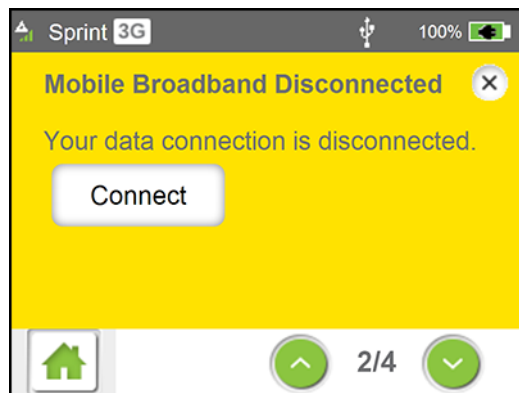 Sprint 3G 100%
Mobile Broadband Disconnected
Your data connection is disconnected.
Connect
2/4